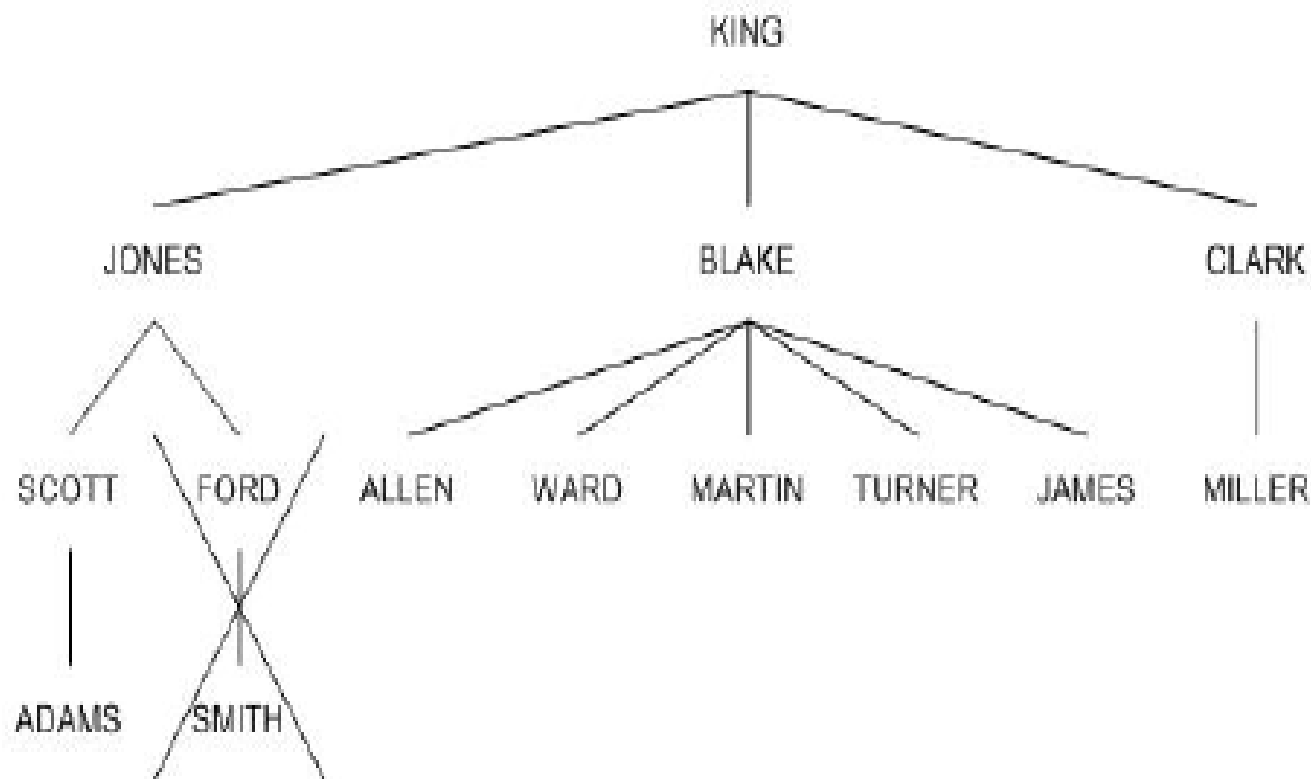 KING
JONES BLAKE CLARK
SCOTT FORD ALLEN WARD MARTIN TURNER JAMES MILLER
ADAMS SMITH